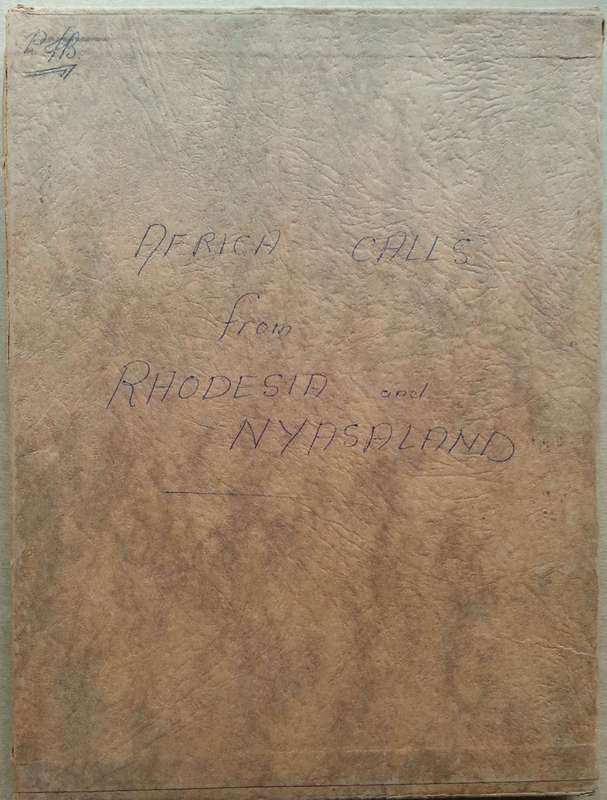 AFRICA CALLS
from
RHODESIA and
NYASALAND